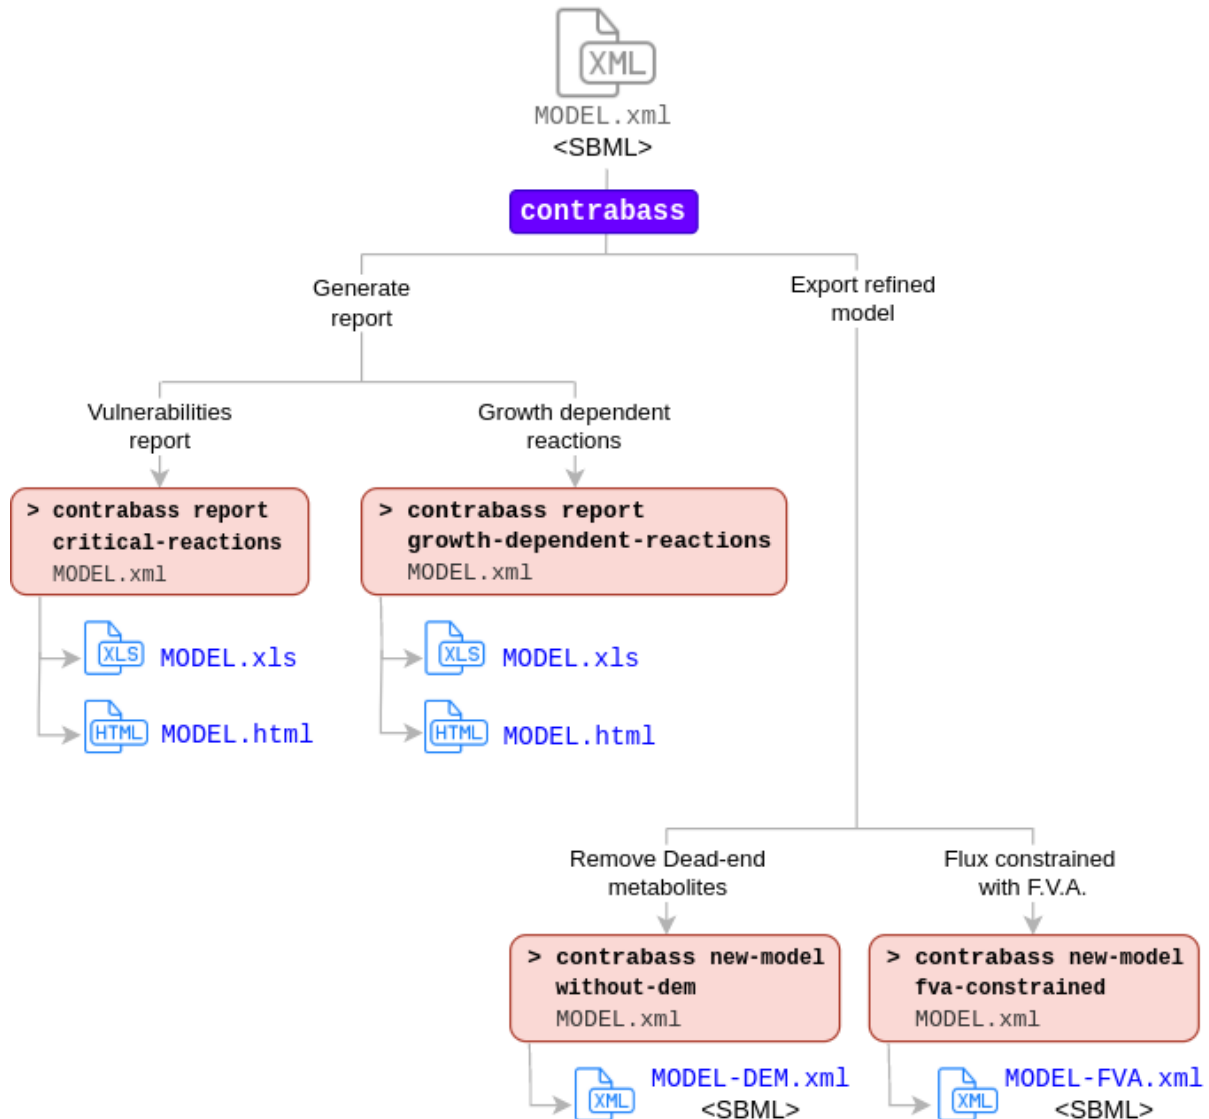 XML
MODEL.xml
<SBML>
contrabass
Generate
report
Export refined
model
Vulnerabilities
report
Growth dependent
reactions
> contrabass report
critical-reactions
MODEL.xml
> contrabass report
growth-dependent-reactions
MODEL.xml
XLS MODEL.xls
HTML MODEL.html
XLS MODEL.xls
HTML MODEL.html
Remove Dead-end
metabolites
Flux constrained
with F.V.A.
> contrabass new-model
without-dem
MODEL.xml
> contrabass new-model
fva-constrained
MODEL.xml
XML
MODEL-DEM.xml
<SBML>
XML
MODEL-FVA.xml
<SBML>